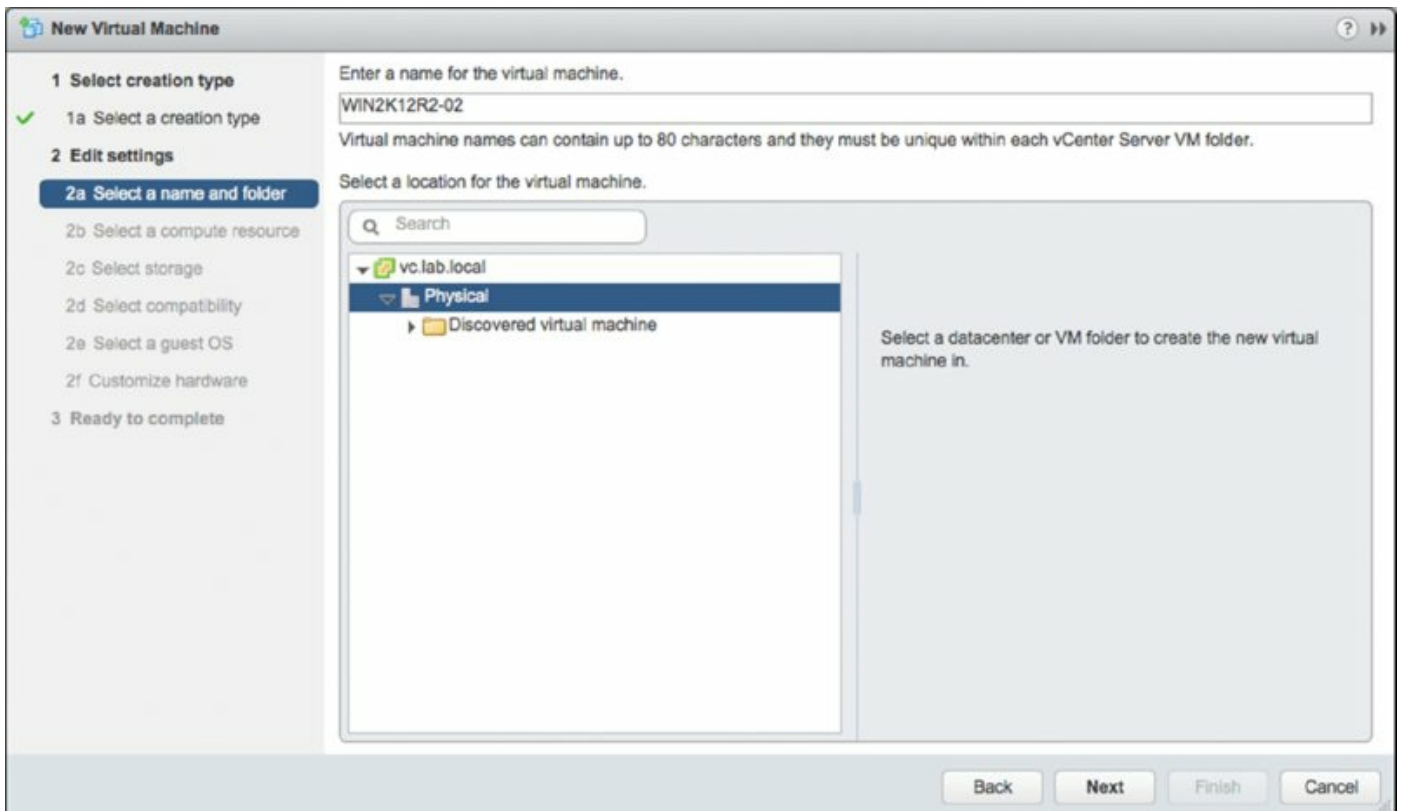 New Virtual Machine
1 Select creation type
1a Select a creation type
2 Edit settings
2a Select a name and folder
2b Select a compute resource
2c Select storage
2d Select compatibility
2e Select a guest OS
2f Customize hardware
3 Ready to complete
Enter a name for the virtual machine.
WIN2K12R2-02
Virtual machine names can contain up to 80 characters and they must be unique within each vCenter Server VM folder.
Select a location for the virtual machine.
Search
vc.lab.local
Physical
Discovered virtual machine
Select a datacenter or VM folder to create the new virtual
machine in.
Back
Next
Finish
Cancel